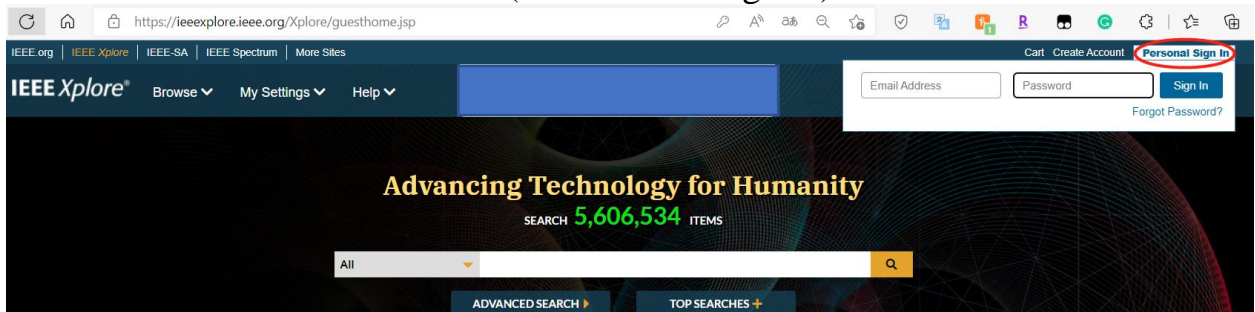 https://ieeexplore.ieee.org/Xplore/guesthome.jsp
IEEE.org IEEE Xplore IEEE-SA IEEE Spectrum More Sites Cart Create Account Personal Sign In
IEEE Xplore® Browse My Settings Help
Email Address Password Sign In
Forgot Password?
Advancing Technology for Humanity
SEARCH 5,606,534 ITEMS
All
ADVANCED SEARCH TOP SEARCHES